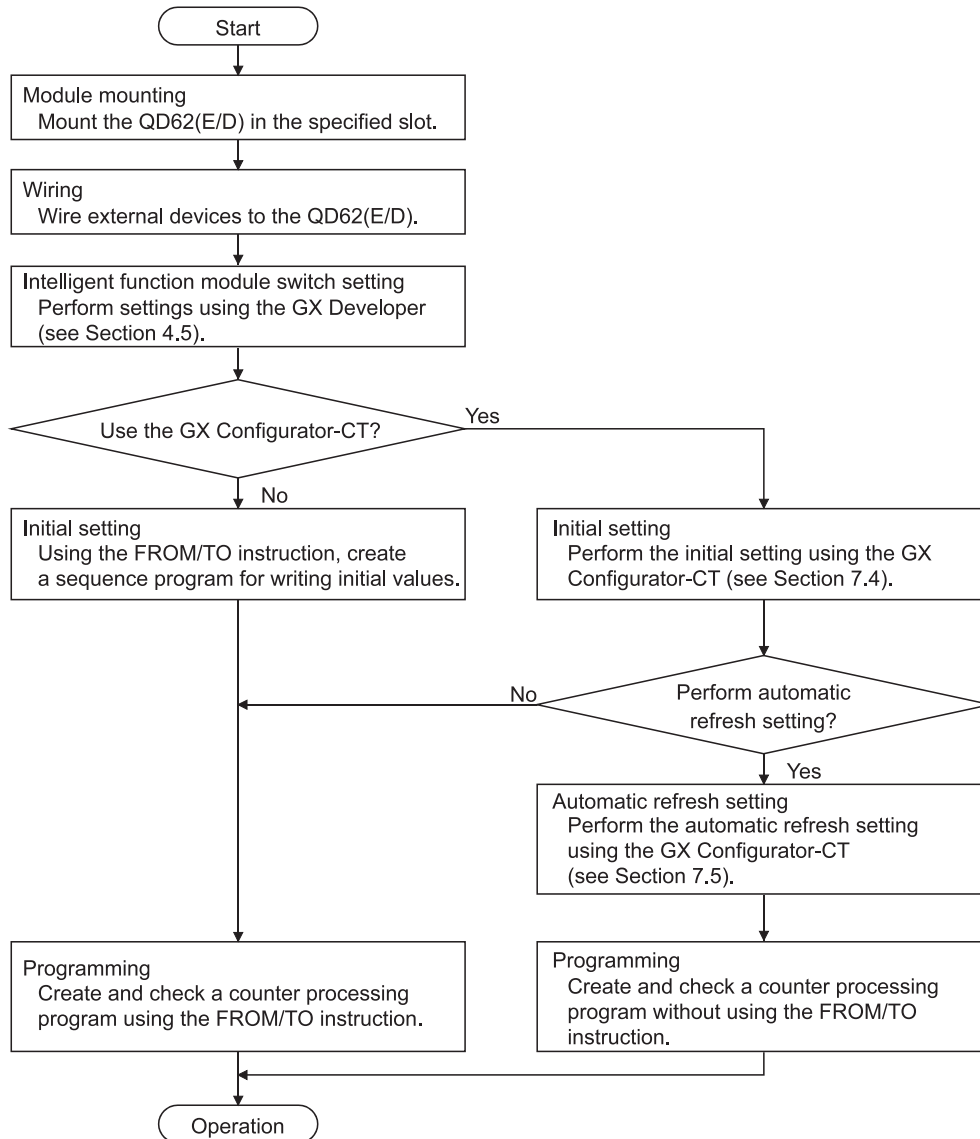 Start
Module mounting
Mount the QD62(E/D) in the specified slot.
Wiring
Wire external devices to the QD62(E/D).
Intelligent function module switch setting
Perform settings using the GX Developer
(see Section 4.5).
Use the GX Configurator-CT?
Yes
No
Initial setting
Using the FROM/TO instruction, create
a sequence program for writing initial values.
Initial setting
Perform the initial setting using the GX
Configurator-CT (see Section 7.4).
No
Perform automatic
refresh setting?
Yes
Automatic refresh setting
Perform the automatic refresh setting
using the GX Configurator-CT
(see Section 7.5).
Programming
Create and check a counter processing
program using the FROM/TO instruction.
Programming
Create and check a counter processing
program without using the FROM/TO
instruction.
Operation